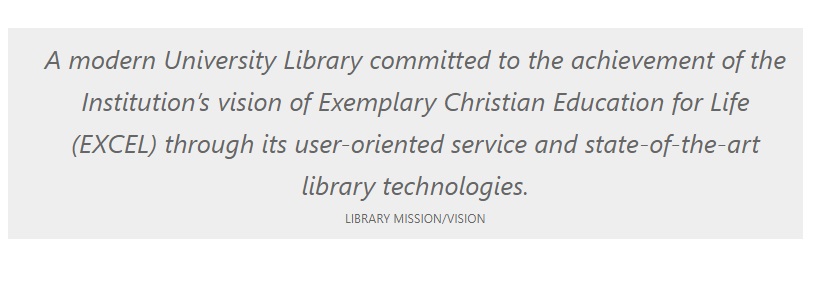 A modern University Library committed to the achievement of the
Institution's vision of Exemplary Christian Education for Life
(EXCEL) through its user-oriented service and state-of-the-art
library technologies.
LIBRARY MISSION/VISION